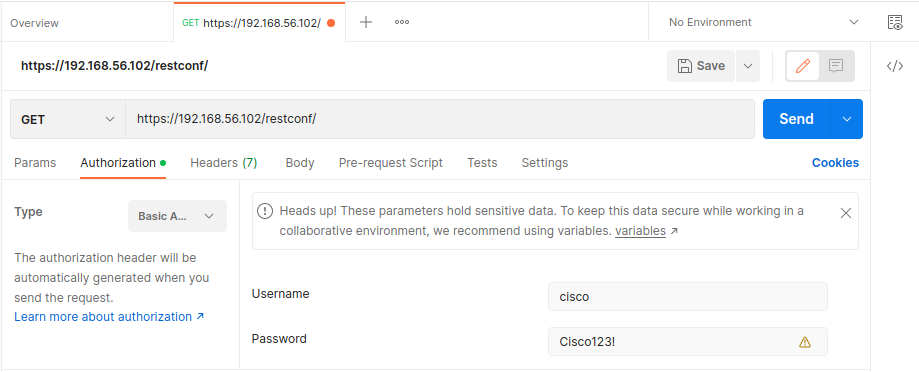 Overview
GET https://192.168.56.102/
No Environment
https://192.168.56.102/restconf/
Save
GET
https://192.168.56.102/restconf/
Send
Params
Authorization
Headers (7)
Body
Pre-request Script
Tests
Settings
Cookies
Type
Basic A...
Heads up! These parameters hold sensitive data. To keep this data secure while working in a
collaborative environment, we recommend using variables. variables ↗
The authorization header will be
automatically generated when you
send the request.
Learn more about authorization ↗
Username
cisco
Password
Cisco123!